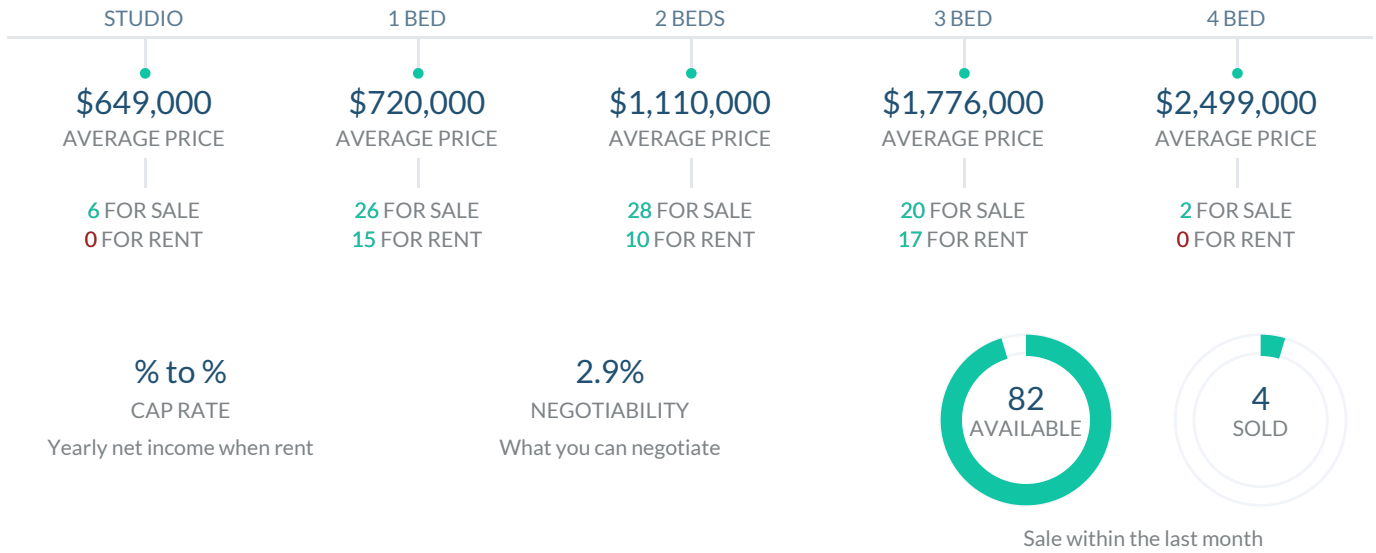 STUDIO
1 BED
2 BEDS
3 BED
4 BED
$649,000
$720,000
$1,110,000
$1,776,000
$2,499,000
AVERAGE PRICE
AVERAGE PRICE
AVERAGE PRICE
AVERAGE PRICE
AVERAGE PRICE
6 FOR SALE
26 FOR SALE
28 FOR SALE
20 FOR SALE
2 FOR SALE
0 FOR RENT
15 FOR RENT
10 FOR RENT
17 FOR RENT
0 FOR RENT
% to %
CAP RATE
Yearly net income when rent
2.9%
NEGOTIABILITY
What you can negotiate
82
AVAILABLE
4
SOLD
Sale within the last month